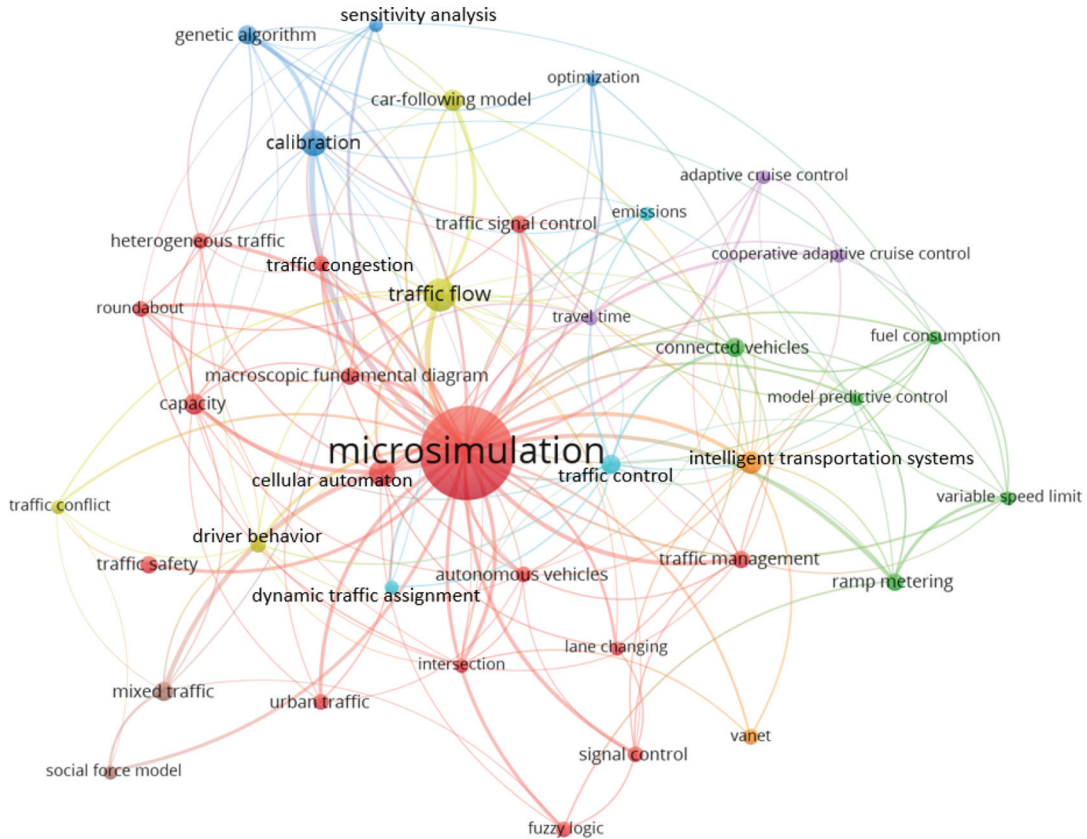 sensitivity analysis
genetic algorithm
optimization
car-following model
calibration
adaptive cruise control
emissions
traffic signal control
heterogeneous traffic
cooperative adaptive cruise control
traffic congestion
traffic flow
roundabout
travel time
fuel consumption
connected vehicles
macroscopic fundamental diagram
model predictive control
capacity
microsimulation
intelligent transportation systems
traffic control
cellular automaton
variable speed limit
traffic conflict
driver behavior
traffic management
traffic safety
autonomous vehicles
ramp metering
dynamic traffic assignment
lane changing
intersection
mixed traffic
urban traffic
vanet
signal control
social force model
fuzzy logic